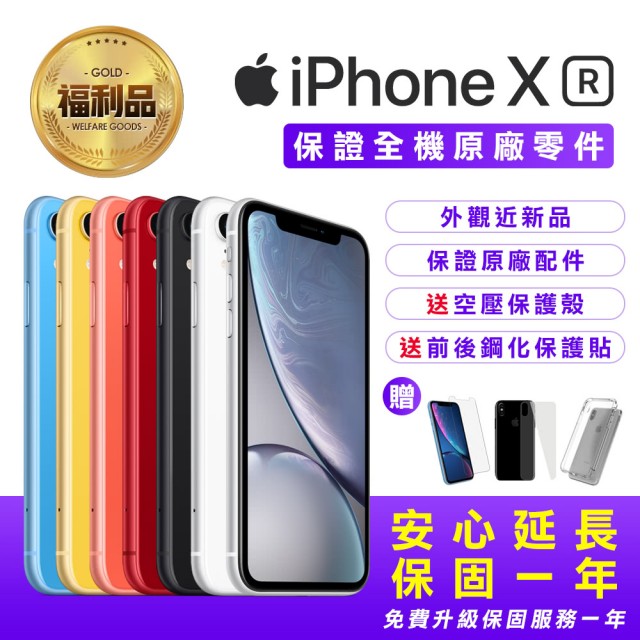 GOLD
福利品
WELFARE GOODS
iPhone X R
保證全機原廠零件
外觀近新品
保證原廠配件
送空壓保護殼
送前後鋼化保護貼
贈
安心延長
保固一年
免費升級保固服務一年